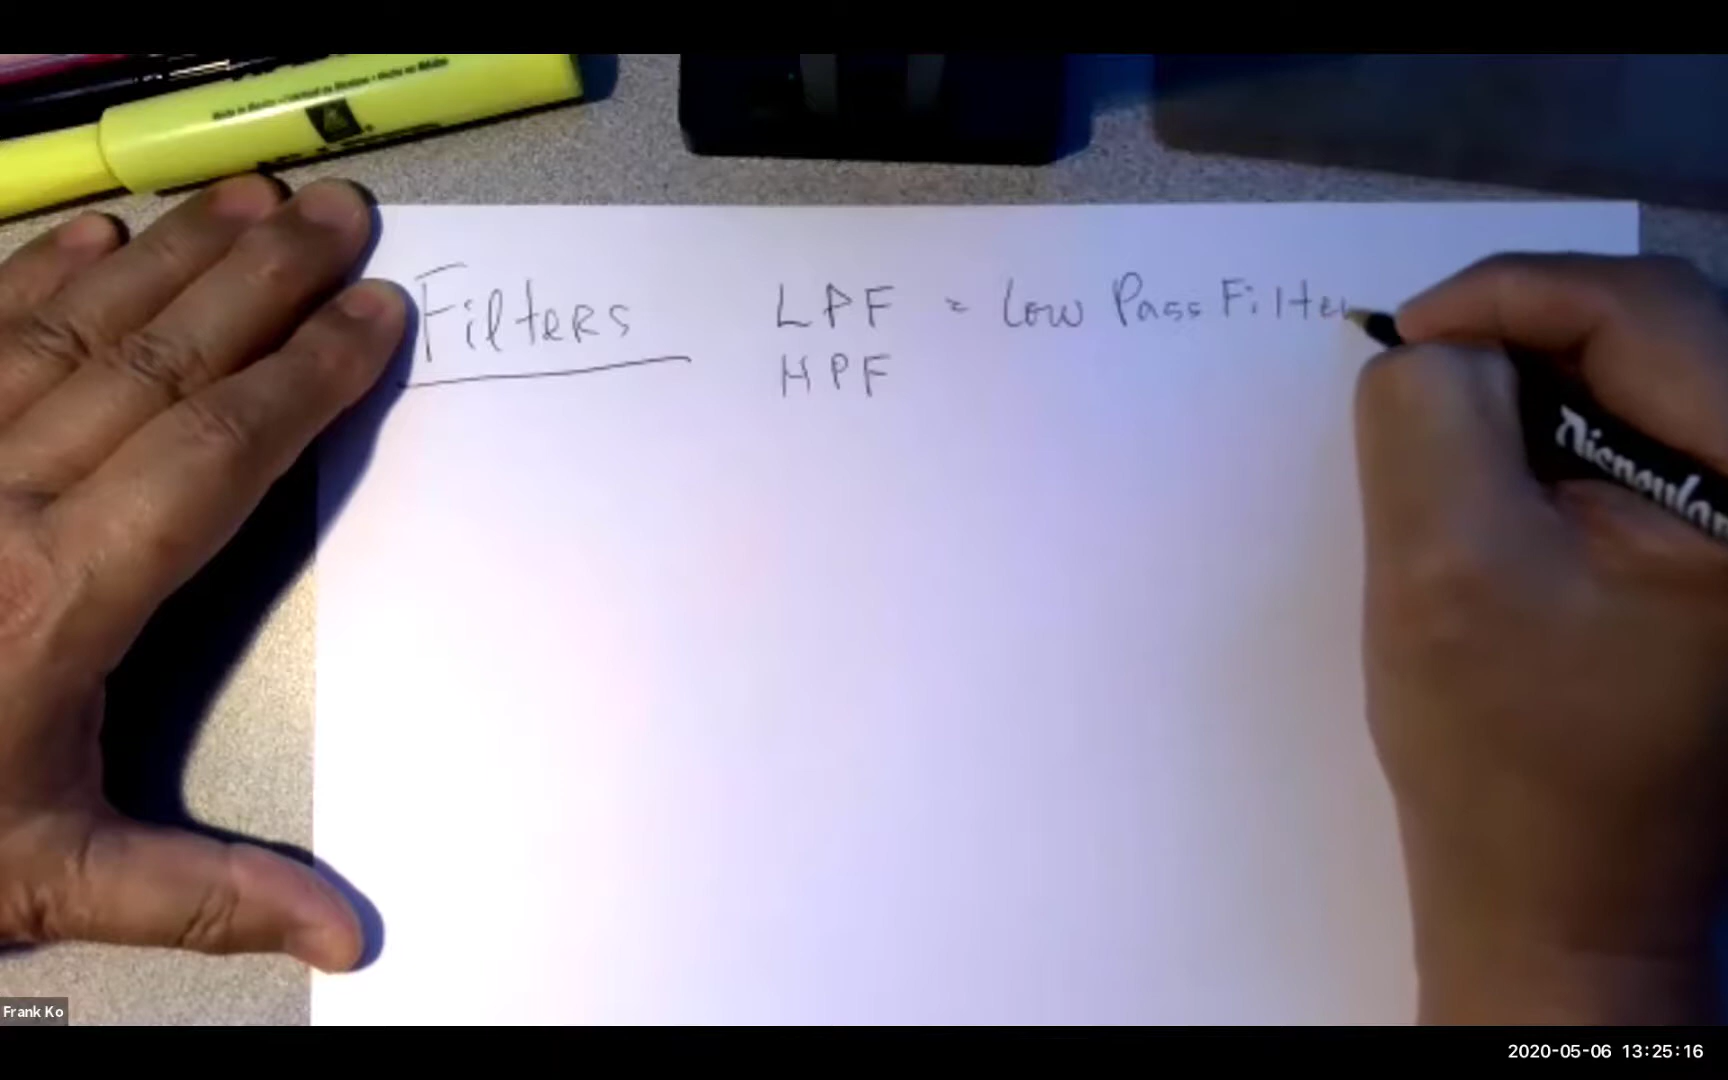 Filters
LPF = Low Pass Filter
HPF
Frank Ko
2020-05-06 13:25:16